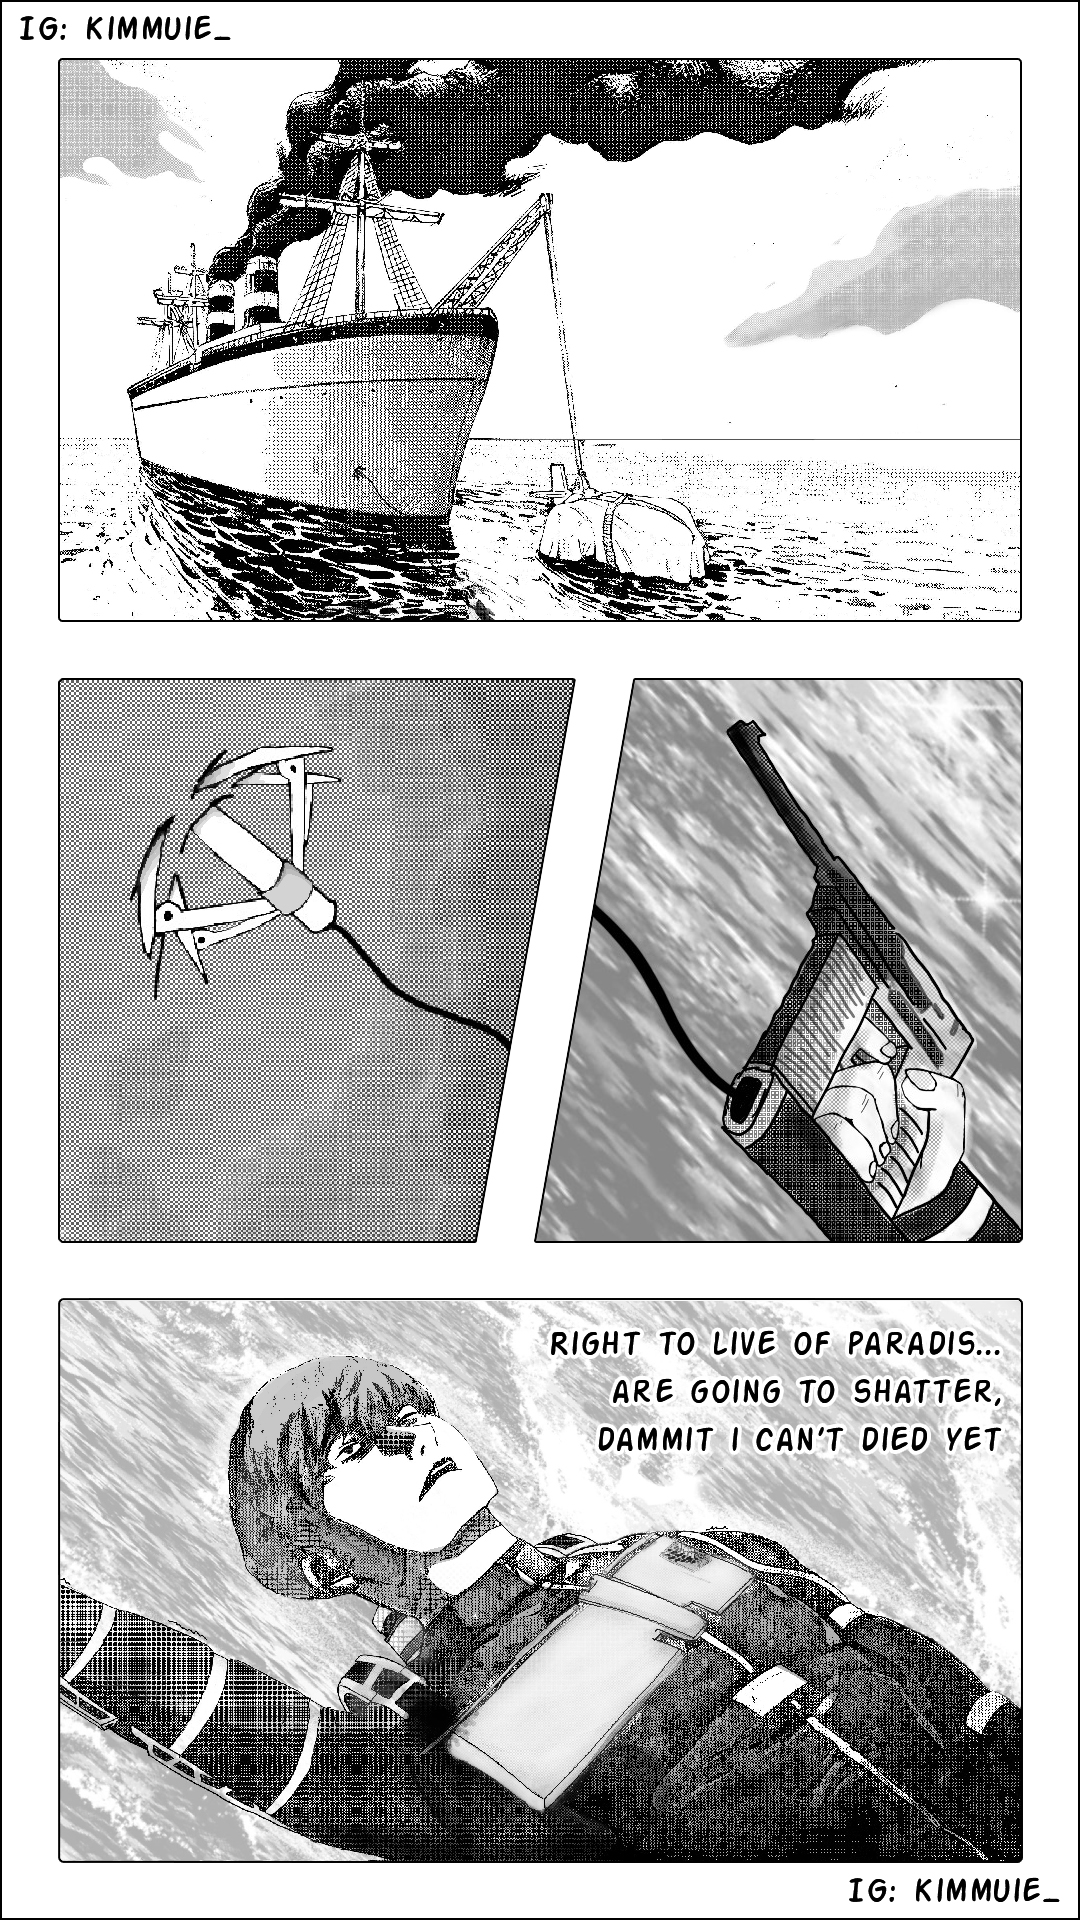 IG: KIMMUIE_
RIGHT TO LIVE OF PARADIS...
ARE GOING TO SHATTER,
DAMMIT I CAN'T DIED YET
IG: KIMMUIE_